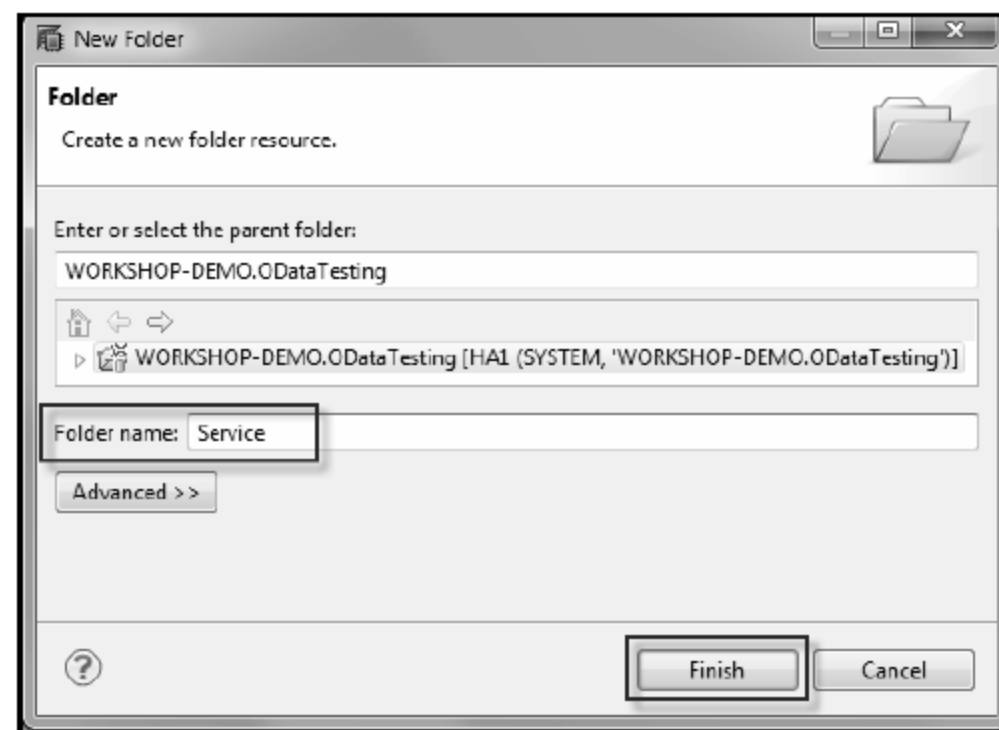 New Folder
Folder
Create a new folder resource.
Enter or select the parent folder:
WORKSHOP-DEMO.ODataTesting
WORKSHOP-DEMO.ODataTesting [HA1 (SYSTEM, 'WORKSHOP-DEMO.ODataTesting')]
Folder name: Service
Advanced >>
Finish Cancel